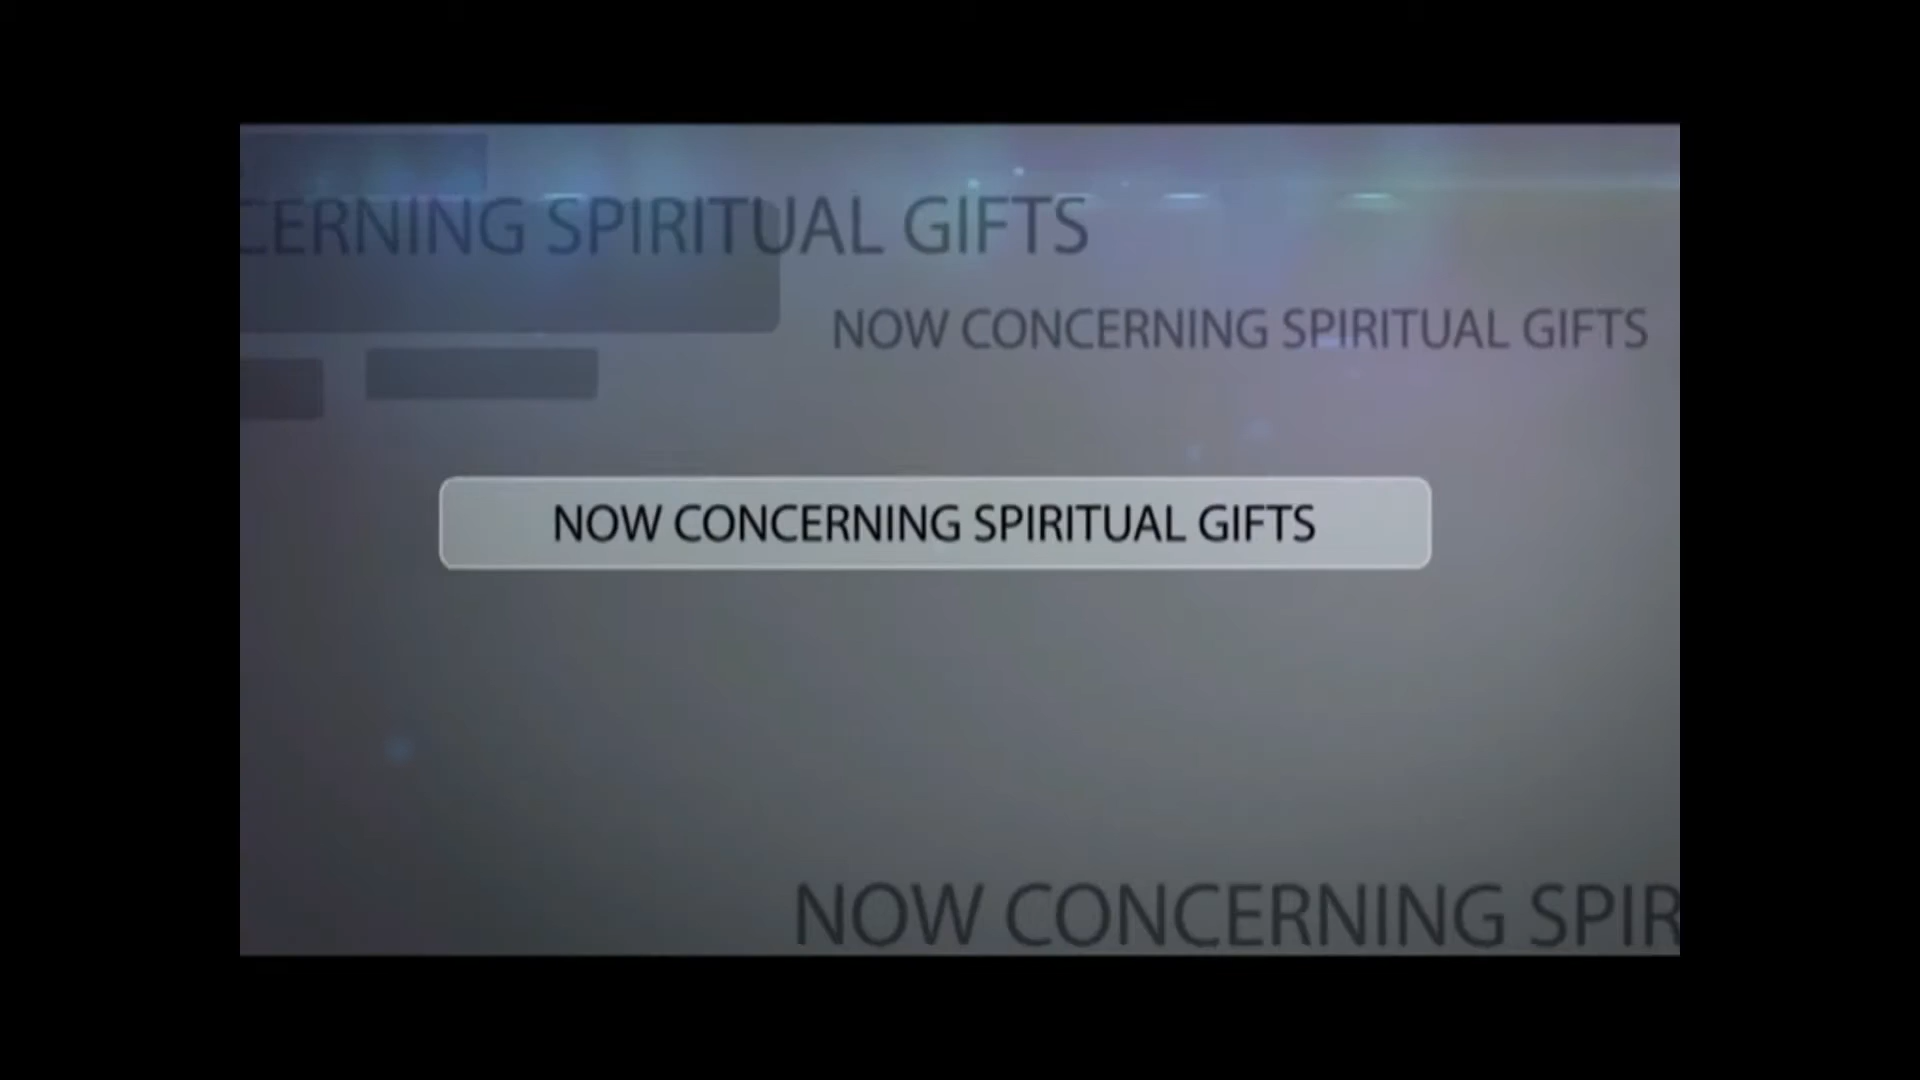 CERNING SPIRITUAL GIFTS
NOW CONCERNING SPIRITUAL GIFTS
NOW CONCERNING SPIRITUAL GIFTS
NOW CONCERNING SPIR